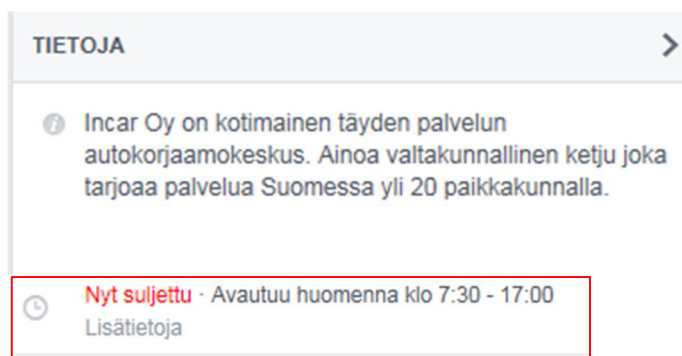 TIETOJA
Incar Oy on kotimainen täyden palvelun
autokorjaamokeskus. Ainoa valtakunnallinen ketju joka
tarjoaa palvelua Suomessa yli 20 paikkakunnalla.
Nyt suljettu · Avautuu huomenna klo 7:30 - 17:00
Lisätietoja